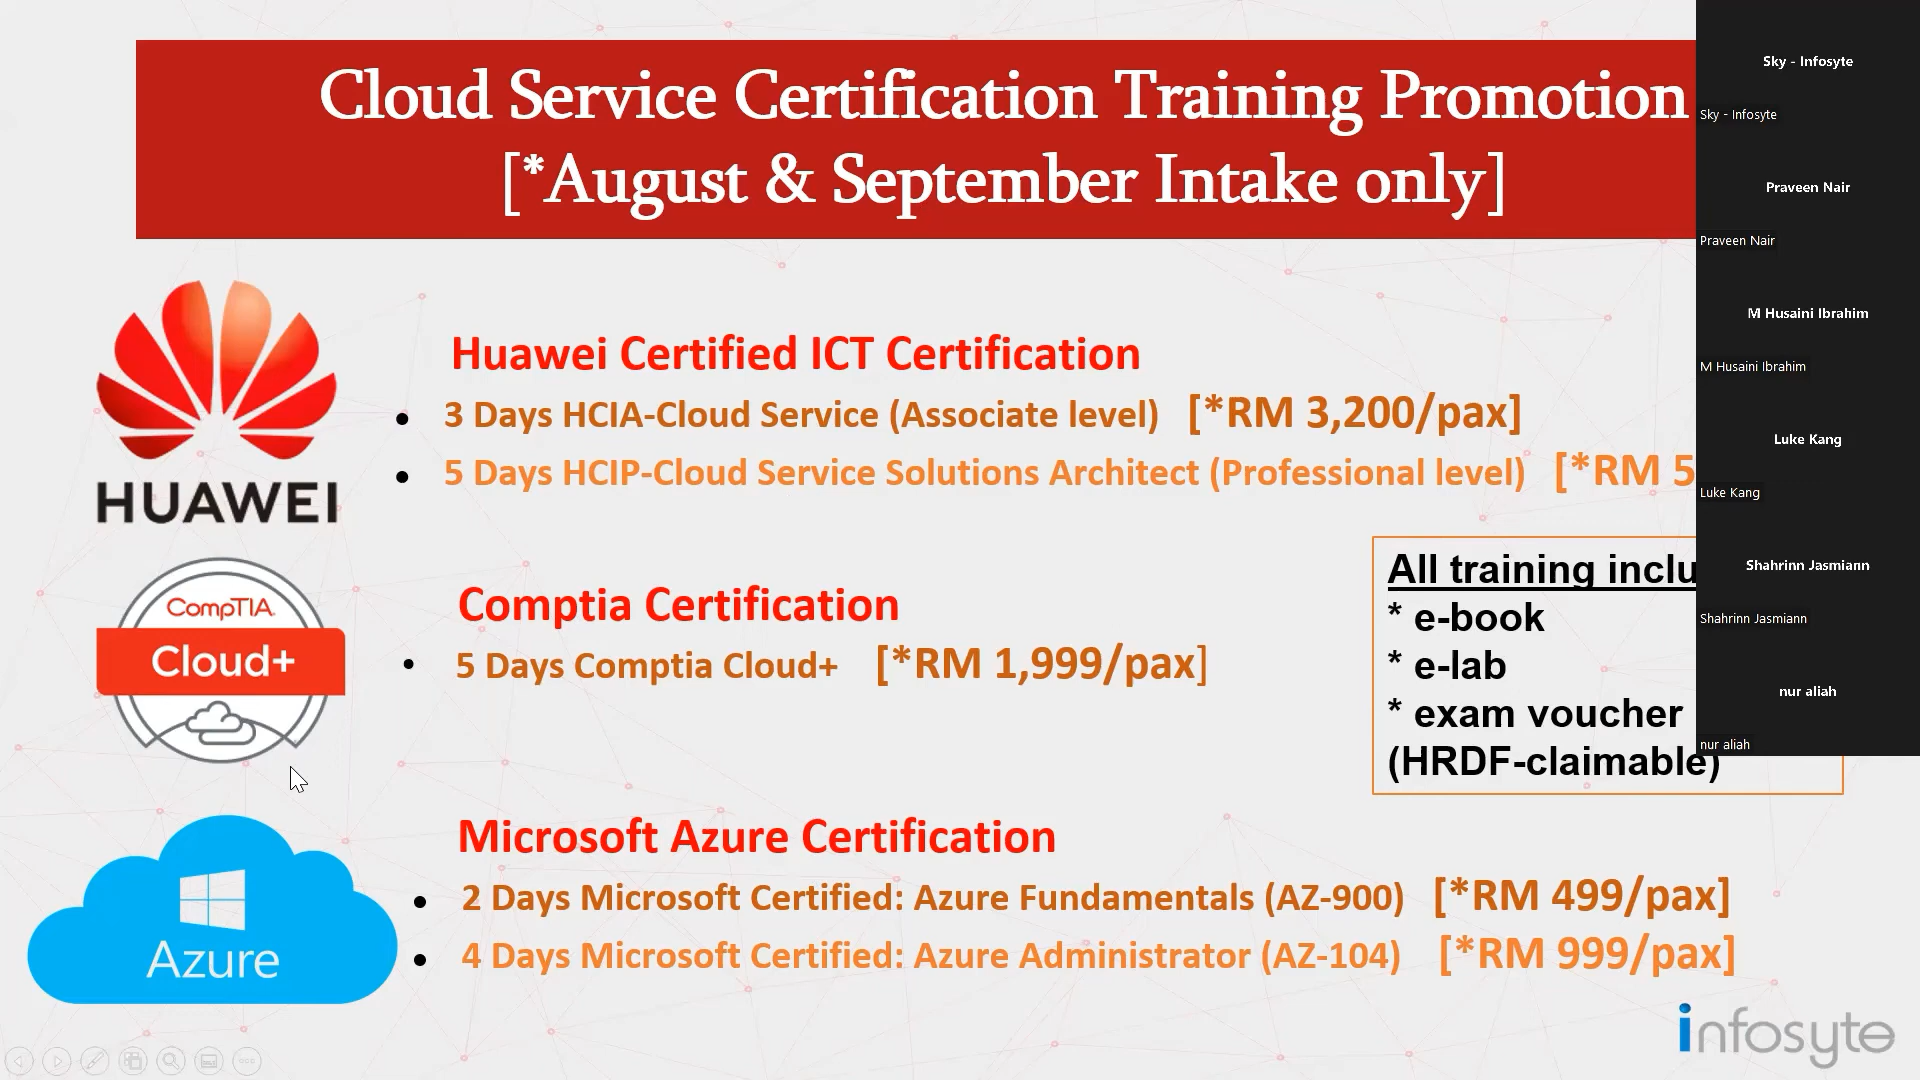 Cloud Service Certification Training Promotion
[*August & September Intake only]
HUAWEI
Huawei Certified ICT Certification
• 3 Days HCIA-Cloud Service (Associate level) [*RM 3,200/pax]
• 5 Days HCIP-Cloud Service Solutions Architect (Professional level) [*RM 5
CompTIA.
Cloud+
Comptia Certification
• 5 Days Comptia Cloud+ [*RM 1,999/pax]
All training inclu
* e-book
* e-lab
* exam voucher
(HRDF-claimable)
Azure
Microsoft Azure Certification
• 2 Days Microsoft Certified: Azure Fundamentals (AZ-900) [*RM 499/pax]
• 4 Days Microsoft Certified: Azure Administrator (AZ-104) [*RM 999/pax]
infosyte
Sky - Infosyte
Sky - Infosyte
Praveen Nair
Praveen Nair
M Husaini Ibrahim
M Husaini Ibrahim
Luke Kang
Luke Kang
Shahrinn Jasmiann
Shahrinn Jasmiann
nur aliah
nur aliah